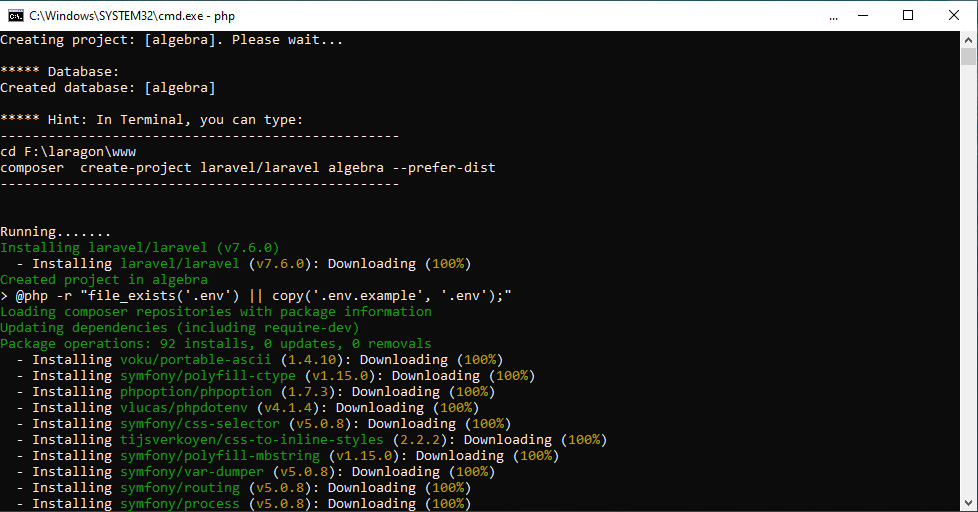 C:\Windows\SYSTEM32\cmd.exe - php
...
Creating project: [algebra]. Please wait...
***** Database:
Created database: [algebra]
***** Hint: In Terminal, you can type:
--------------------------------------------------
cd F:\laragon\www
composer  create-project laravel/laravel algebra --prefer-dist
--------------------------------------------------
Running.......
Installing laravel/laravel (v7.6.0)
  - Installing laravel/laravel (v7.6.0): Downloading (100%)
Created project in algebra
> @php -r "file_exists('.env') || copy('.env.example', '.env');"
Loading composer repositories with package information
Updating dependencies (including require-dev)
Package operations: 92 installs, 0 updates, 0 removals
  - Installing voku/portable-ascii (1.4.10): Downloading (100%)
  - Installing symfony/polyfill-ctype (v1.15.0): Downloading (100%)
  - Installing phpoption/phpoption (1.7.3): Downloading (100%)
  - Installing vlucas/phpdotenv (v4.1.4): Downloading (100%)
  - Installing symfony/css-selector (v5.0.8): Downloading (100%)
  - Installing tijsverkoyen/css-to-inline-styles (2.2.2): Downloading (100%)
  - Installing symfony/polyfill-mbstring (v1.15.0): Downloading (100%)
  - Installing symfony/var-dumper (v5.0.8): Downloading (100%)
  - Installing symfony/routing (v5.0.8): Downloading (100%)
  - Installing symfony/process (v5.0.8): Downloading (100%)